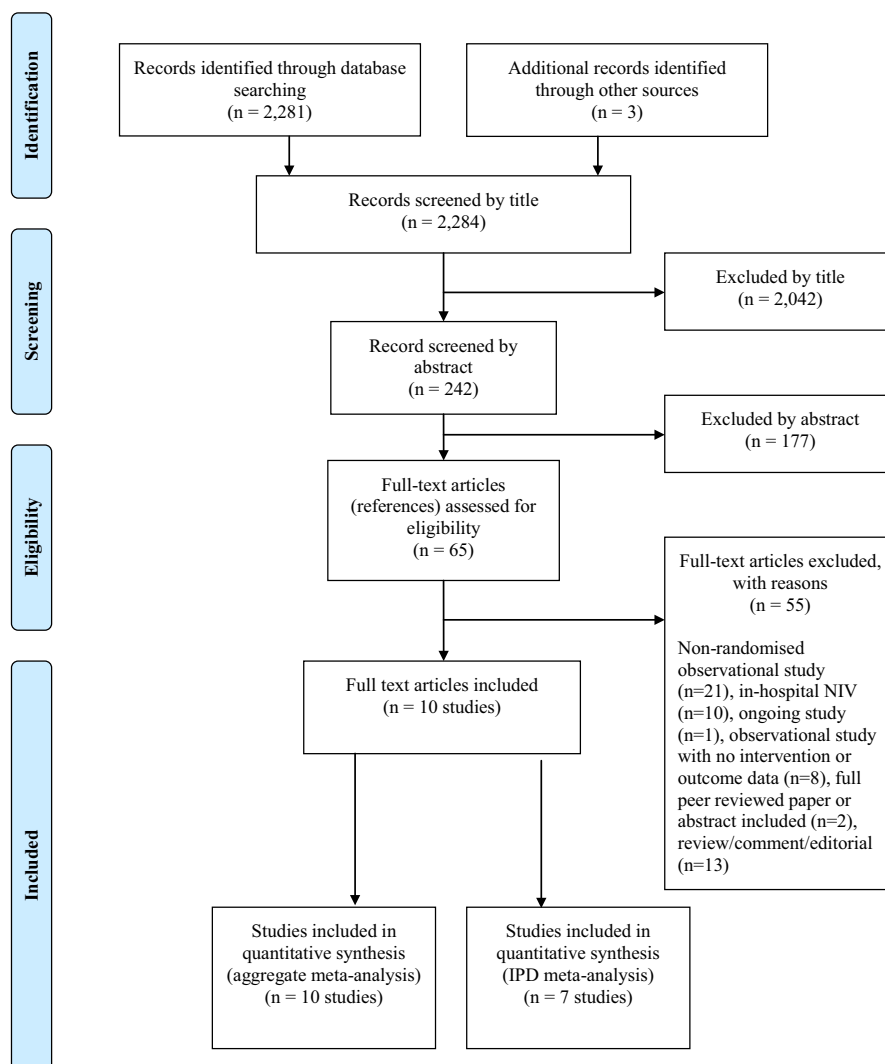 Identification
Records identified through database
searching
(n = 2,281)
Additional records identified
through other sources
(n = 3)
Records screened by title
(n = 2,284)
Screening
Excluded by title
(n = 2,042)
Record screened by
abstract
(n = 242)
Excluded by abstract
(n = 177)
Eligibility
Full-text articles
(references) assessed for
eligibility
(n = 65)
Full-text articles excluded,
with reasons
(n = 55)
Non-randomised
observational study
(n=21), in-hospital NIV
(n=10), ongoing study
(n=1), observational study
with no intervention or
outcome data (n=8), full
peer reviewed paper or
abstract included (n=2),
review/comment/editorial
(n=13)
Included
Full text articles included
(n = 10 studies)
Studies included in
quantitative synthesis
(aggregate meta-analysis)
(n = 10 studies)
Studies included in
quantitative synthesis
(IPD meta-analysis)
(n = 7 studies)